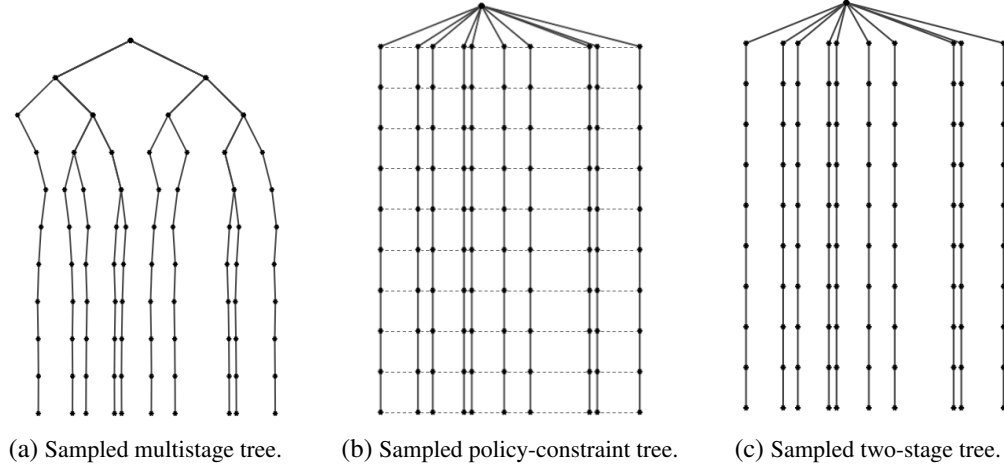 (a) Sampled multistage tree.
(b) Sampled policy-constraint tree.
(c) Sampled two-stage tree.